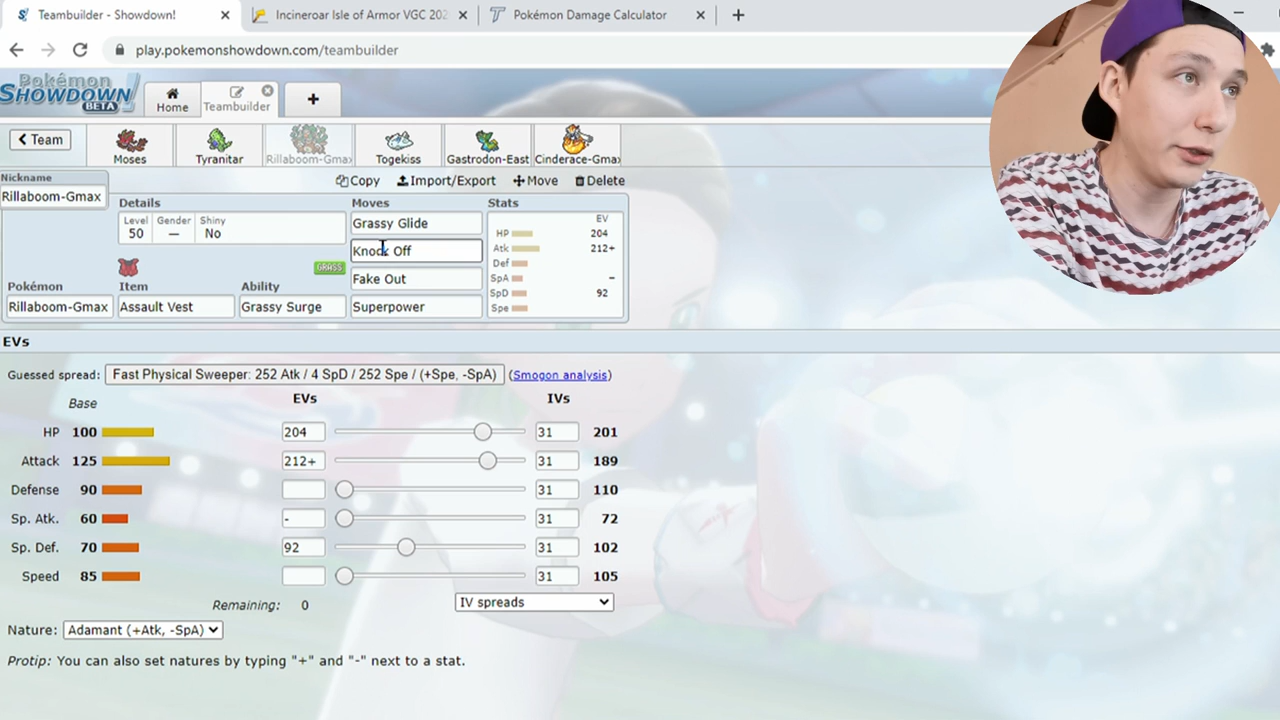 Teambuilder - Showdown!
Incineroar Isle of Armor VGC 202
Pokémon Damage Calculator
play.pokemonshowdown.com/teambuilder
Pokémon
SHOWDOWN!
BETA
Home
Teambuilder
Team
Moses
Tyranitar
Rillaboom-Gmax
Togekiss
Gastrodon-East
Cinderace-Gmax
Copy
Import/Export
Move
Delete
Nickname
Rillaboom-Gmax
Details
Level
50
Gender
—
Shiny
No
Moves
Grassy Glide
Knock Off
Fake Out
Superpower
Stats
EV
HP 204
Atk 212+
Def
SpA –
SpD 92
Spe
GRASS
Pokémon
Rillaboom-Gmax
Item
Assault Vest
Ability
Grassy Surge
EVs
Guessed spread: Fast Physical Sweeper: 252 Atk / 4 SpD / 252 Spe / (+Spe, -SpA) (Smogon analysis)
Base EVs IVs
HP 100 204 31 201
Attack 125 212+ 31 189
Defense 90 31 110
Sp. Atk. 60 - 31 72
Sp. Def. 70 92 31 102
Speed 85 31 105
Remaining: 0 IV spreads
Nature: Adamant (+Atk, -SpA)
Protip: You can also set natures by typing "+" and "-" next to a stat.